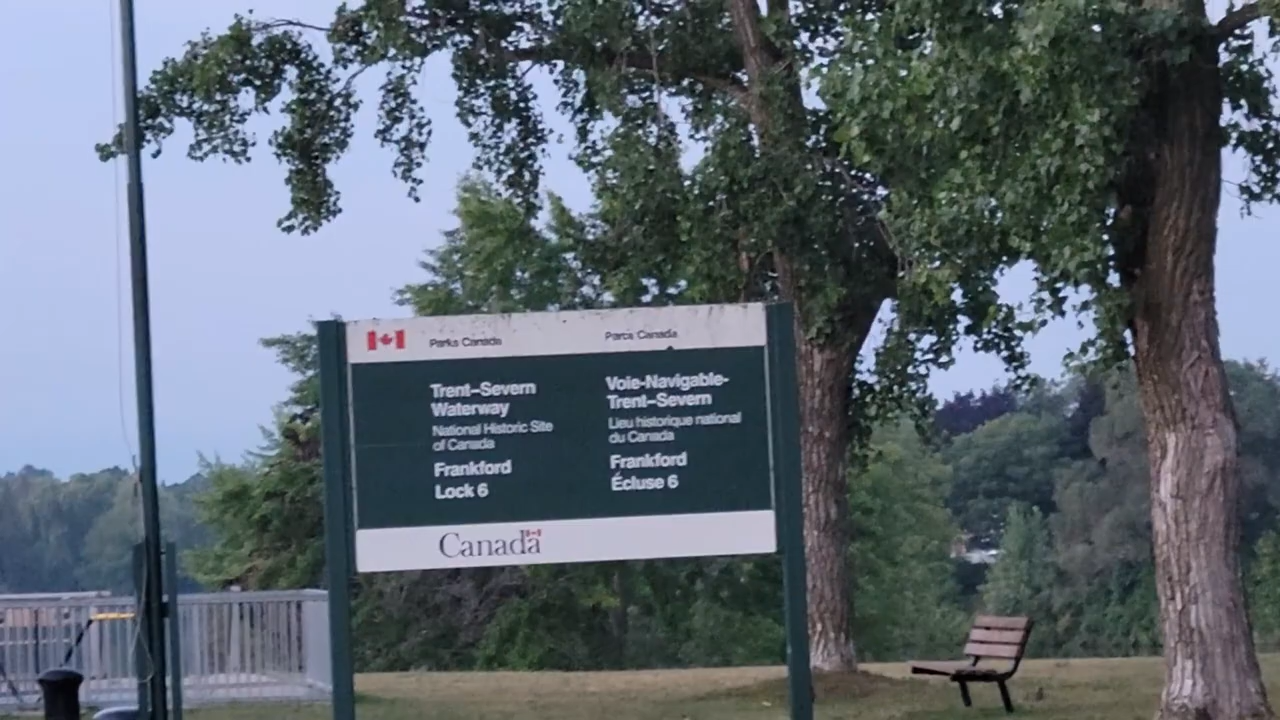 Parks Canada
Trent–Severn
Waterway
National Historic Site
of Canada
Frankford
Lock 6
Parcs Canada
Voie-Navigable-
Trent–Severn
Lieu historique national
du Canada
Frankford
Écluse 6
Canada